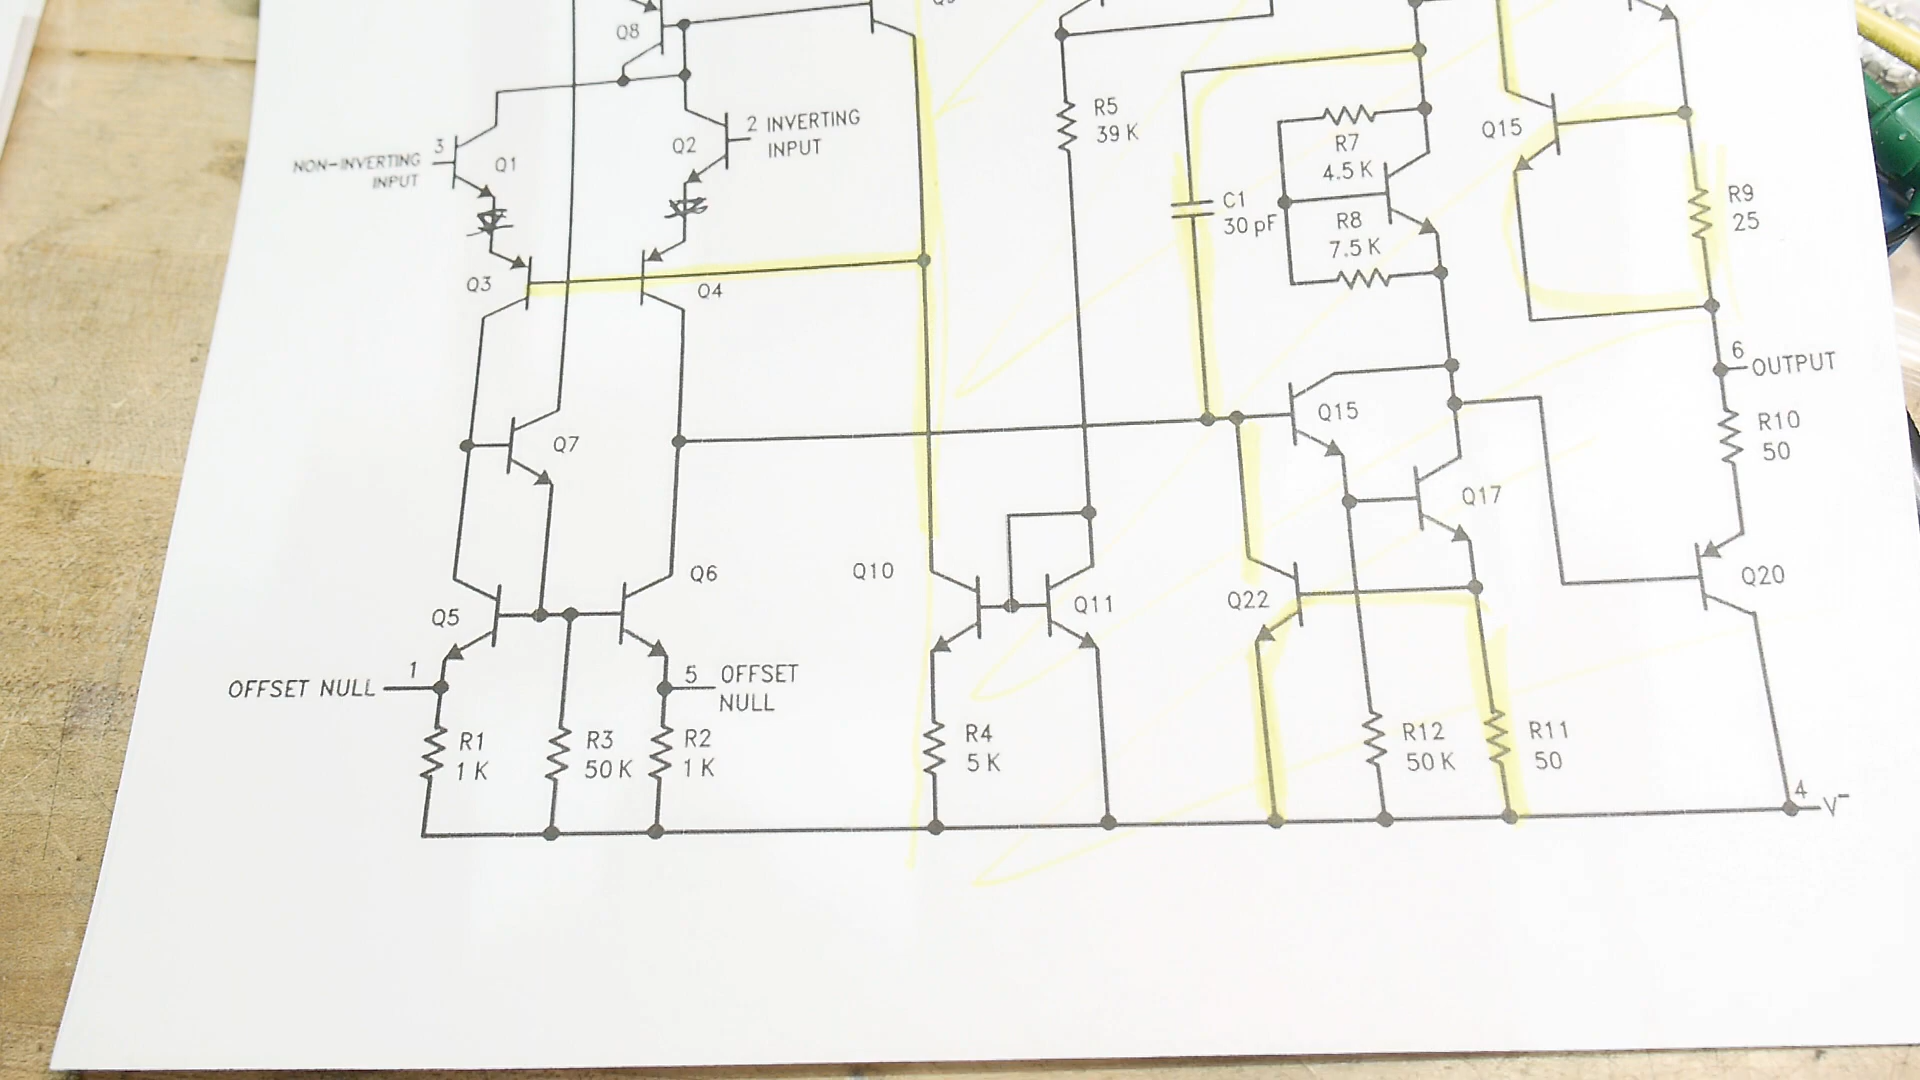 Q8
2 INVERTING
INPUT
3
NON-INVERTING
INPUT
Q1
Q2
R5
39 K
R7
4.5 K
Q15
C1
30 pF
R8
7.5 K
R9
25
Q3
Q4
6
OUTPUT
Q15
R10
50
Q7
Q17
Q5
Q6
Q10
Q11
Q22
Q20
1
OFFSET NULL
5
OFFSET
NULL
R1
1 K
R3
50 K
R2
1 K
R4
5 K
R12
50 K
R11
50
4
V−